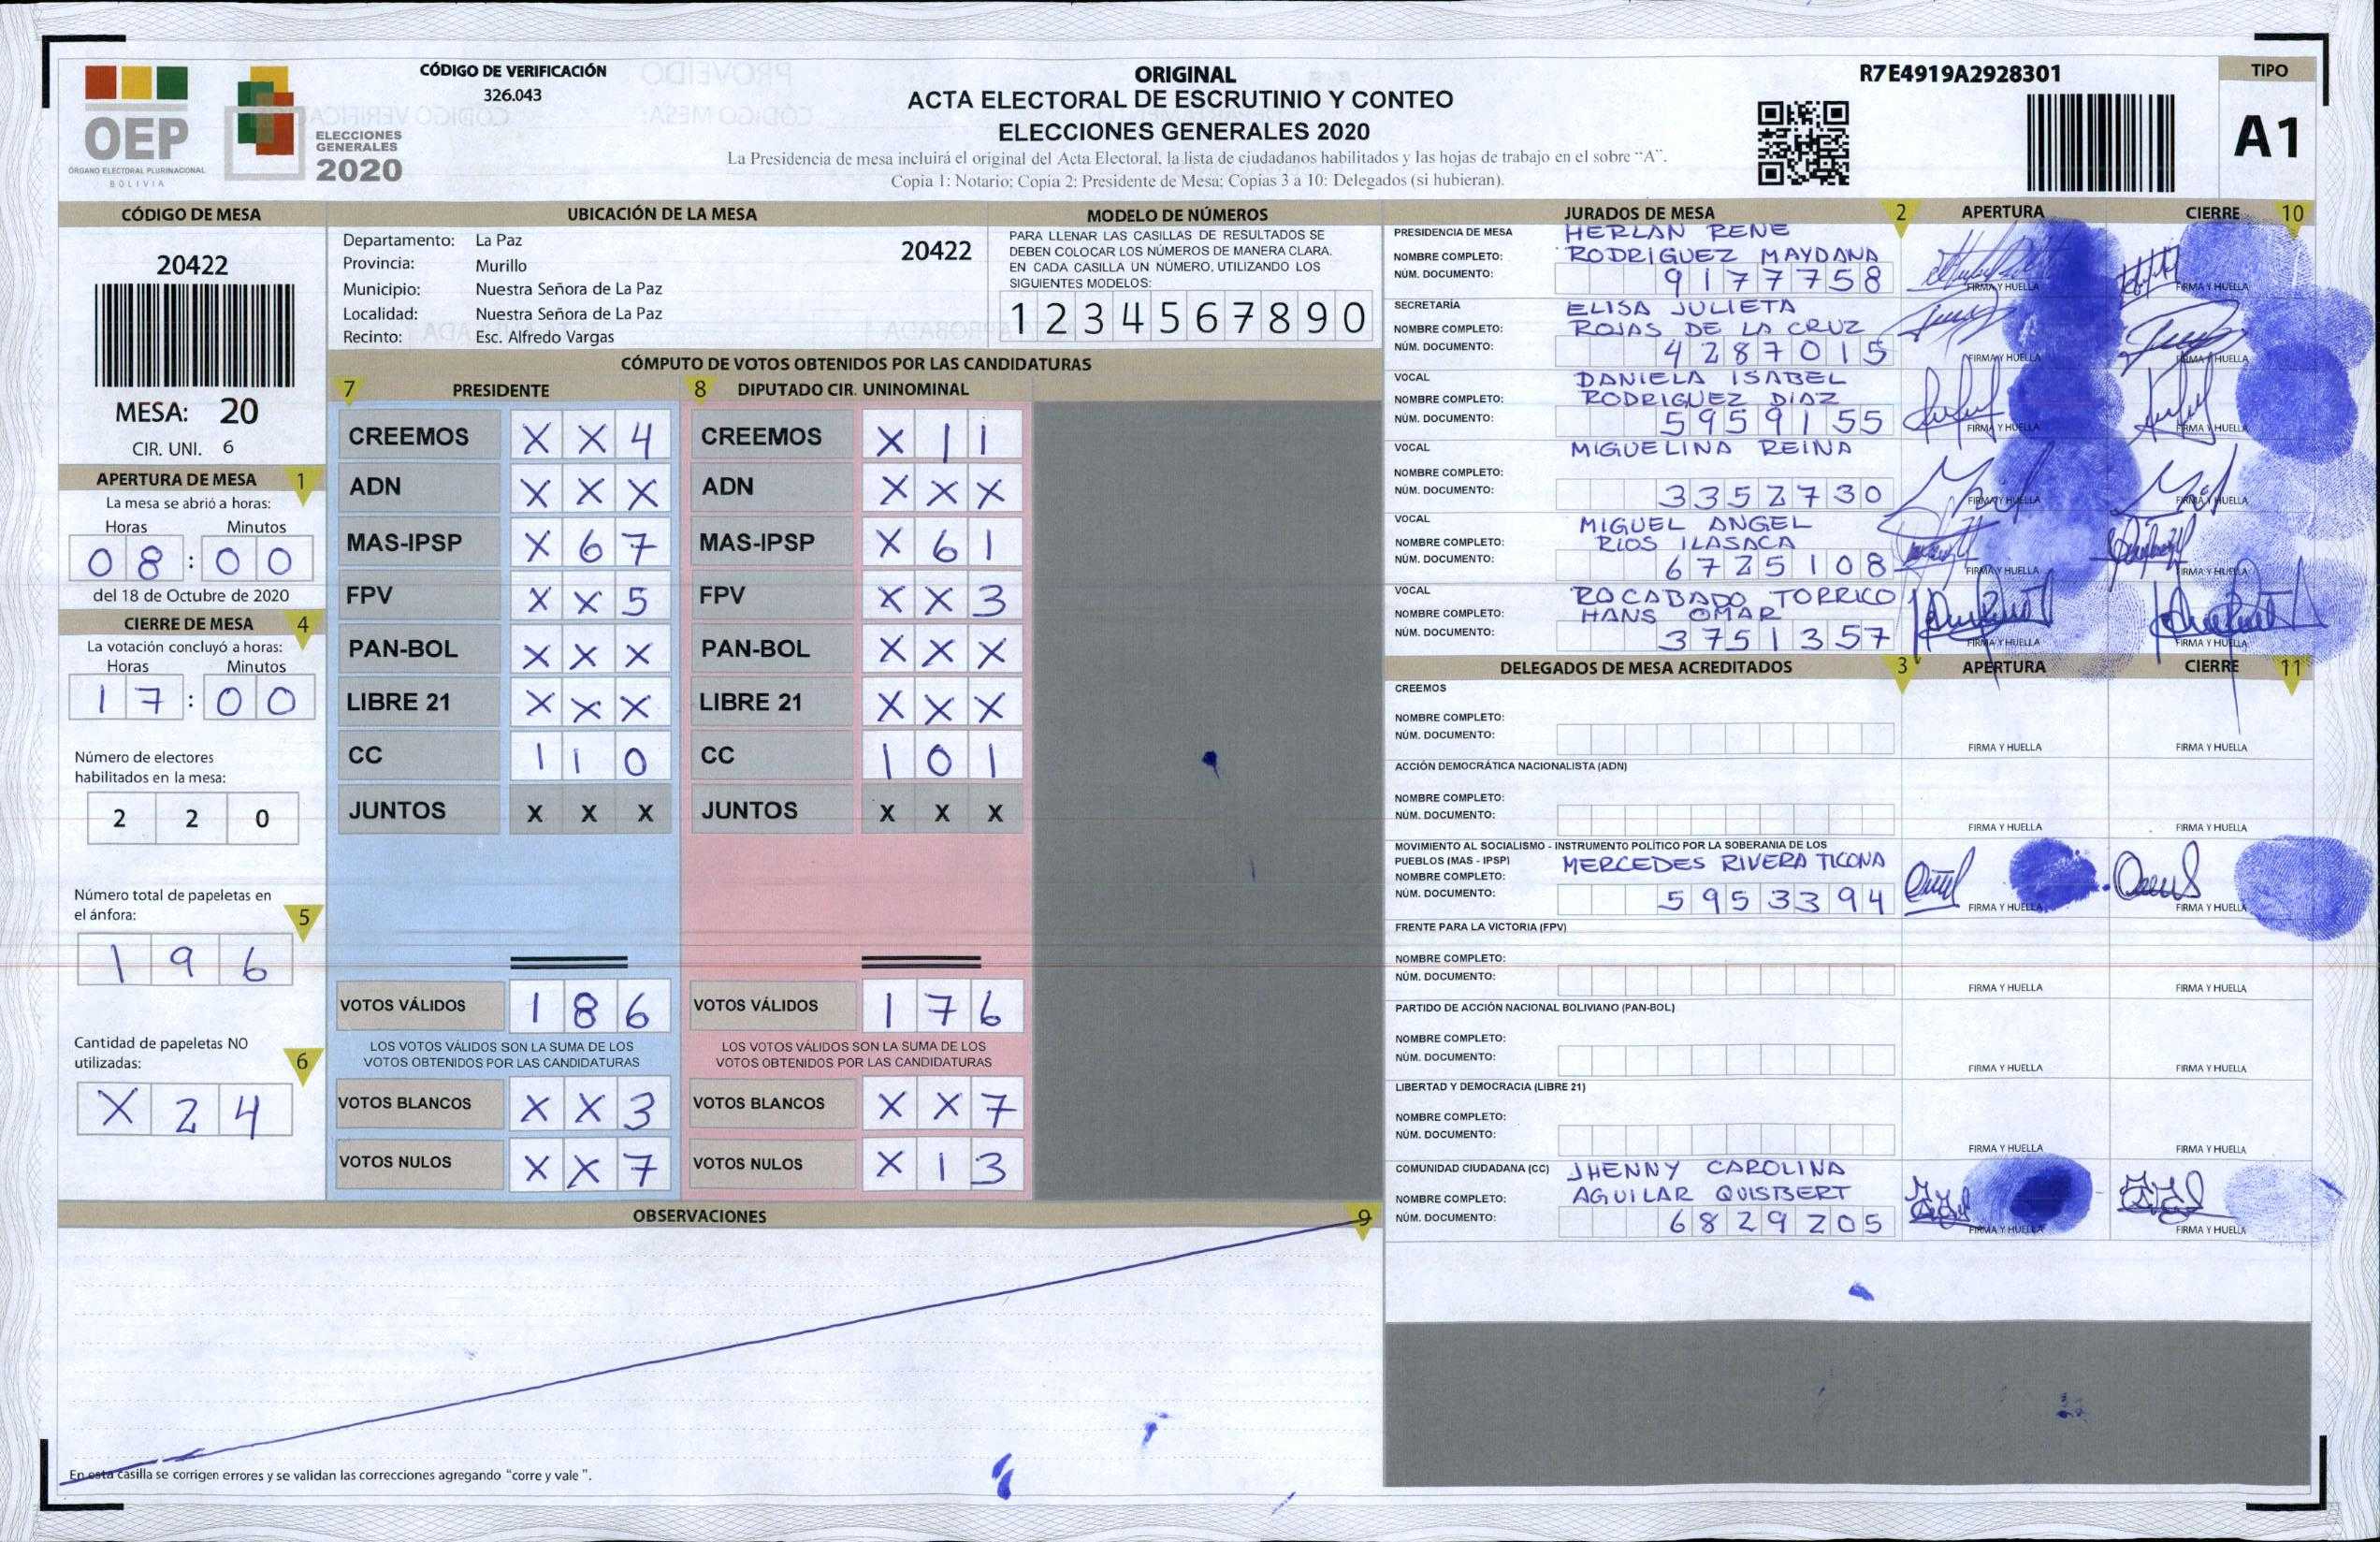 CÓDIGO DE VERIFICACIÓN
326.043
OEP
ÓRGANO ELECTORAL PLURINACIONAL
BOLIVIA
ELECCIONES
GENERALES
2020
ORIGINAL
ACTA ELECTORAL DE ESCRUTINIO Y CONTEO
ELECCIONES GENERALES 2020
La Presidencia de mesa incluirá el original del Acta Electoral, la lista de ciudadanos habilitados y las hojas de trabajo en el sobre “A”.
Copia 1: Notario; Copia 2: Presidente de Mesa; Copias 3 a 10: Delegados (si hubieran).
R7E4919A2928301
TIPO
A1
CÓDIGO DE MESA
20422
MESA: 20
CIR. UNI. 6
APERTURA DE MESA 1
La mesa se abrió a horas:
Horas Minutos
08:00
del 18 de Octubre de 2020
CIERRE DE MESA 4
La votación concluyó a horas:
Horas Minutos
17:00
Número de electores
habilitados en la mesa:
2 2 0
Número total de papeletas en
el ánfora: 5
1 9 6
Cantidad de papeletas NO
utilizadas: 6
X 2 4
UBICACIÓN DE LA MESA
Departamento: La Paz 20422
Provincia: Murillo
Municipio: Nuestra Señora de La Paz
Localidad: Nuestra Señora de La Paz
Recinto: Esc. Alfredo Vargas
MODELO DE NÚMEROS
PARA LLENAR LAS CASILLAS DE RESULTADOS SE
DEBEN COLOCAR LOS NÚMEROS DE MANERA CLARA.
EN CADA CASILLA UN NÚMERO, UTILIZANDO LOS
SIGUIENTES MODELOS:
1 2 3 4 5 6 7 8 9 0
CÓMPUTO DE VOTOS OBTENIDOS POR LAS CANDIDATURAS
7 PRESIDENTE
CREEMOS X X 4
ADN X X X
MAS-IPSP X 6 7
FPV X X 5
PAN-BOL X X X
LIBRE 21 X X X
CC 1 1 0
JUNTOS X X X
VOTOS VÁLIDOS 1 8 6
LOS VOTOS VÁLIDOS SON LA SUMA DE LOS
VOTOS OBTENIDOS POR LAS CANDIDATURAS
VOTOS BLANCOS X X 3
VOTOS NULOS X X 7
8 DIPUTADO CIR. UNINOMINAL
CREEMOS X 1 1
ADN X X X
MAS-IPSP X 6 1
FPV X X 3
PAN-BOL X X X
LIBRE 21 X X X
CC 1 0 1
JUNTOS X X X
VOTOS VÁLIDOS 1 7 6
LOS VOTOS VÁLIDOS SON LA SUMA DE LOS
VOTOS OBTENIDOS POR LAS CANDIDATURAS
VOTOS BLANCOS X X 7
VOTOS NULOS X 1 3
OBSERVACIONES 9
En esta casilla se corrigen errores y se validan las correcciones agregando “corre y vale”.
JURADOS DE MESA 2 APERTURA CIERRE 10
PRESIDENCIA DE MESA HERLAN RENE
NOMBRE COMPLETO: RODRIGUEZ MAYDANA
NÚM. DOCUMENTO: 9177758 FIRMA Y HUELLA FIRMA Y HUELLA
SECRETARÍA ELISA JULIETA
NOMBRE COMPLETO: ROJAS DE LA CRUZ
NÚM. DOCUMENTO: 4287015 FIRMA Y HUELLA FIRMA Y HUELLA
VOCAL DANIELA ISABEL
NOMBRE COMPLETO: RODRIGUEZ DIAZ
NÚM. DOCUMENTO: 5959155 FIRMA Y HUELLA FIRMA Y HUELLA
VOCAL MIGUELINA REINA
NOMBRE COMPLETO:
NÚM. DOCUMENTO: 3352730 FIRMA Y HUELLA FIRMA Y HUELLA
VOCAL MIGUEL ANGEL
NOMBRE COMPLETO: RIOS ILASACA
NÚM. DOCUMENTO: 6725108 FIRMA Y HUELLA FIRMA Y HUELLA
VOCAL ROCABADO TORRICO
NOMBRE COMPLETO: HANS OMAR
NÚM. DOCUMENTO: 3751357 FIRMA Y HUELLA FIRMA Y HUELLA
DELEGADOS DE MESA ACREDITADOS 3 APERTURA CIERRE 11
CREEMOS
NOMBRE COMPLETO:
NÚM. DOCUMENTO: FIRMA Y HUELLA FIRMA Y HUELLA
ACCIÓN DEMOCRÁTICA NACIONALISTA (ADN)
NOMBRE COMPLETO:
NÚM. DOCUMENTO: FIRMA Y HUELLA FIRMA Y HUELLA
MOVIMIENTO AL SOCIALISMO - INSTRUMENTO POLÍTICO POR LA SOBERANIA DE LOS
PUEBLOS (MAS - IPSP) MERCEDES RIVERA TICONA
NOMBRE COMPLETO:
NÚM. DOCUMENTO: 5953394 FIRMA Y HUELLA FIRMA Y HUELLA
FRENTE PARA LA VICTORIA (FPV)
NOMBRE COMPLETO:
NÚM. DOCUMENTO: FIRMA Y HUELLA FIRMA Y HUELLA
PARTIDO DE ACCIÓN NACIONAL BOLIVIANO (PAN-BOL)
NOMBRE COMPLETO:
NÚM. DOCUMENTO: FIRMA Y HUELLA FIRMA Y HUELLA
LIBERTAD Y DEMOCRACIA (LIBRE 21)
NOMBRE COMPLETO:
NÚM. DOCUMENTO: FIRMA Y HUELLA FIRMA Y HUELLA
COMUNIDAD CIUDADANA (CC) JHENNY CAROLINA
NOMBRE COMPLETO: AGUILAR QUISBERT
NÚM. DOCUMENTO: 6829205 FIRMA Y HUELLA FIRMA Y HUELLA